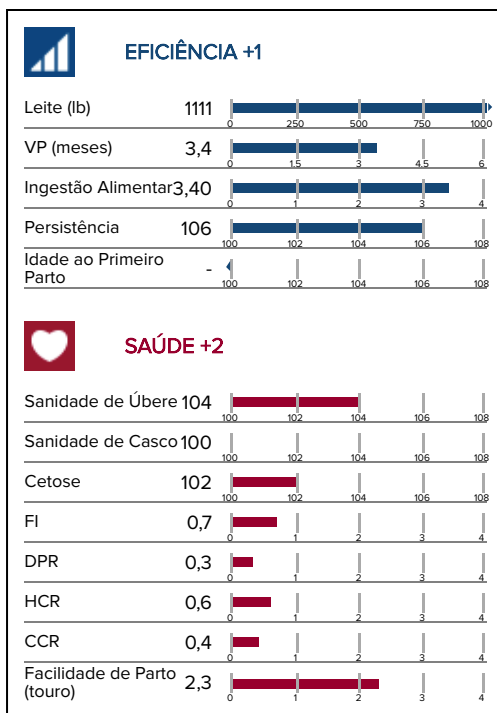 EFICIÊNCIA +1
Leite (lb) 1111
0 250 500 750 1000
VP (meses) 3,4
0 1.5 3 4.5 6
Ingestão Alimentar 3,40
0 1 2 3 4
Persistência 106
100 102 104 106 108
Idade ao Primeiro
Parto -
100 102 104 106 108
SAÚDE +2
Sanidade de Úbere 104
100 102 104 106 108
Sanidade de Casco 100
100 102 104 106 108
Cetose 102
100 102 104 106 108
FI 0,7
0 1 2 3 4
DPR 0,3
0 1 2 3 4
HCR 0,6
0 1 2 3 4
CCR 0,4
0 1 2 3 4
Facilidade de Parto
(touro) 2,3
0 1 2 3 4